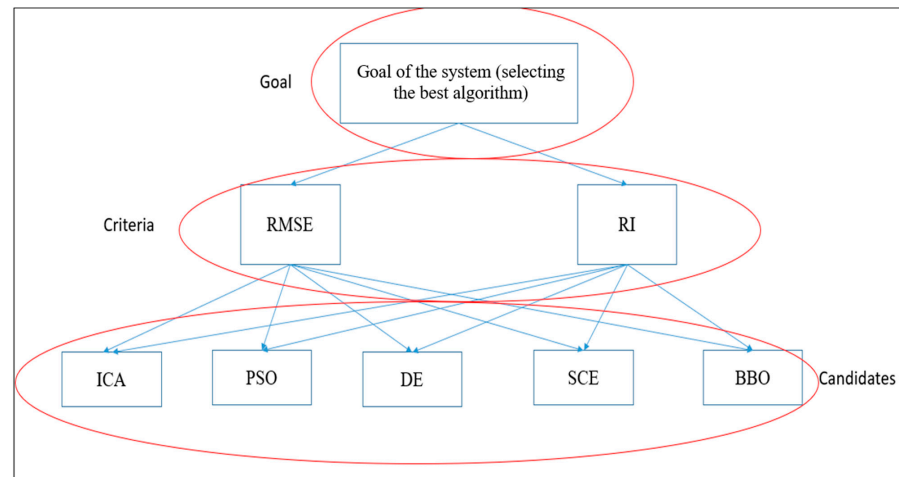 Goal
Goal of the system (selecting
the best algorithm)
Criteria
RMSE
RI
ICA
PSO
DE
SCE
BBO
Candidates